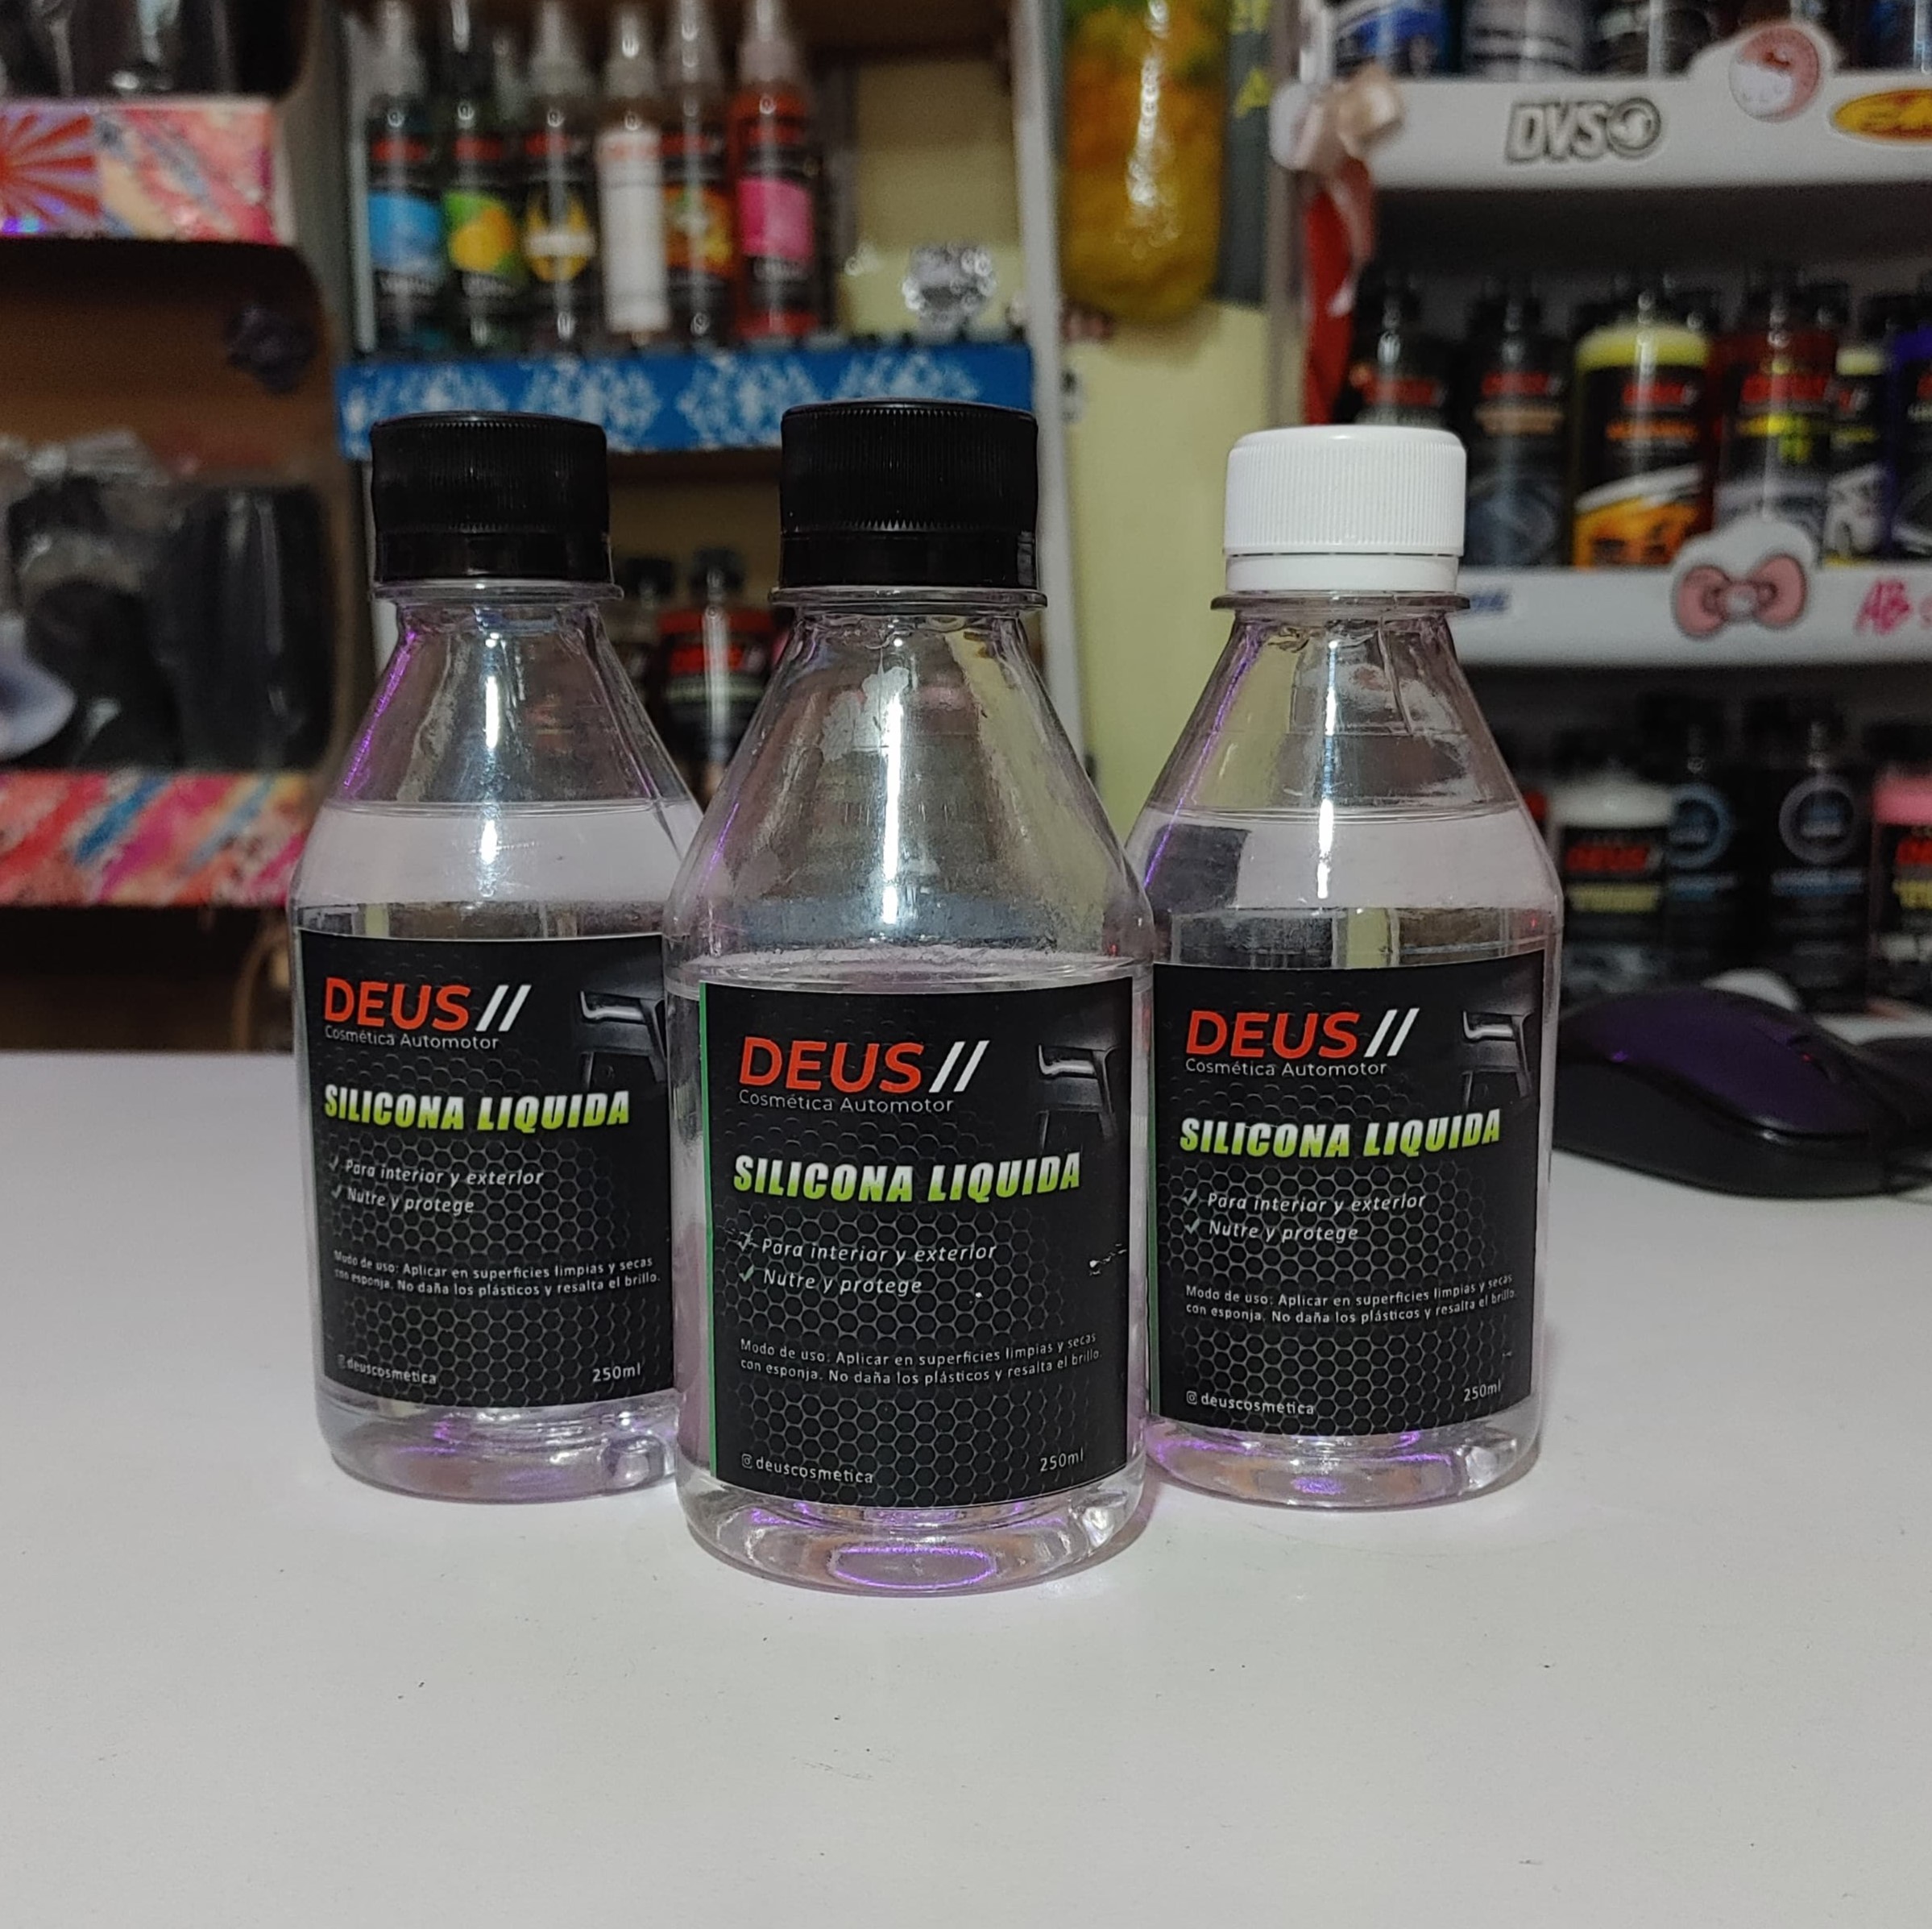 DVS
DEUS//
Cosmética Automotor
SILICONA LIQUIDA
✓ Para interior y exterior
✓ Nutre y protege
Modo de uso: Aplicar en superficies limpias y secas
con esponja. No daña los plásticos y resalta el brillo.
deuscosmetica
250ml
DEUS//
Cosmética Automotor
SILICONA LIQUIDA
✓ Para interior y exterior
✓ Nutre y protege
Modo de uso: Aplicar en superficies limpias y secas
con esponja. No daña los plásticos y resalta el brillo.
deuscosmetica
250ml
DEUS//
Cosmética Automotor
SILICONA LIQUIDA
✓ Para interior y exterior
✓ Nutre y protege
Modo de uso: Aplicar en superficies limpias y secas
con esponja. No daña los plásticos y resalta el brillo.
deuscosmetica
250ml
DEUS//
DEUS//